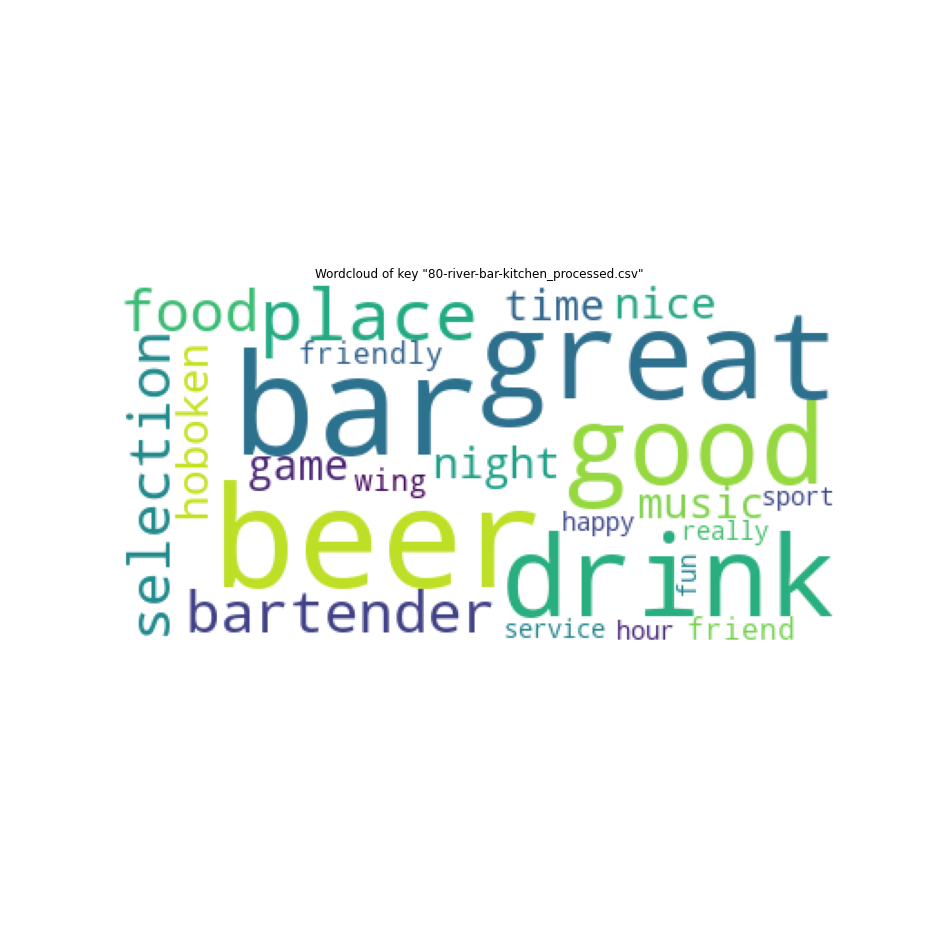 Wordcloud of key "80-river-bar-kitchen_processed.csv"
food
place
time
nice
friendly
great
selection
hoboken
bar
good
game
wing
night
music
sport
happy
really
beer
drink
fun
bartender
service
hour
friend